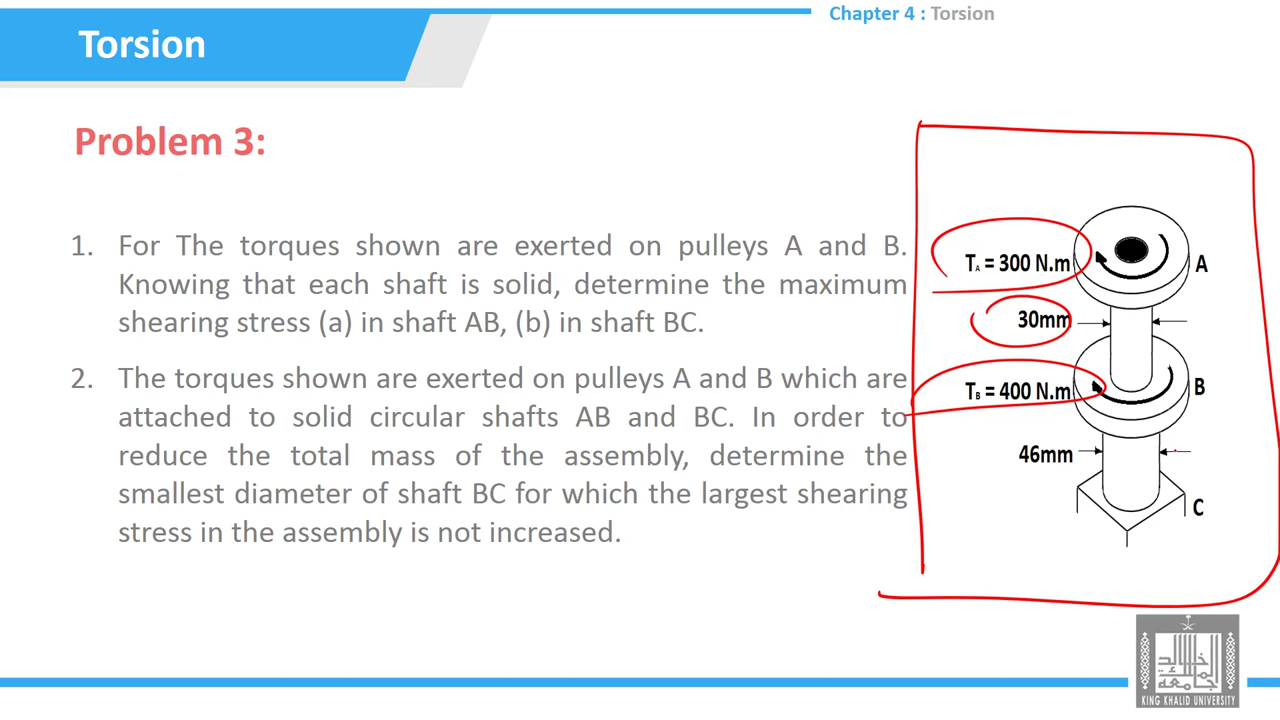 Chapter 4 : Torsion
Torsion
Problem 3:
1. For The torques shown are exerted on pulleys A and B.
Knowing that each shaft is solid, determine the maximum
shearing stress (a) in shaft AB, (b) in shaft BC.
2. The torques shown are exerted on pulleys A and B which are
attached to solid circular shafts AB and BC. In order to
reduce the total mass of the assembly, determine the
smallest diameter of shaft BC for which the largest shearing
stress in the assembly is not increased.
TA = 300 N.m
A
30mm
TB = 400 N.m
B
46mm
C
KING KHALID UNIVERSITY